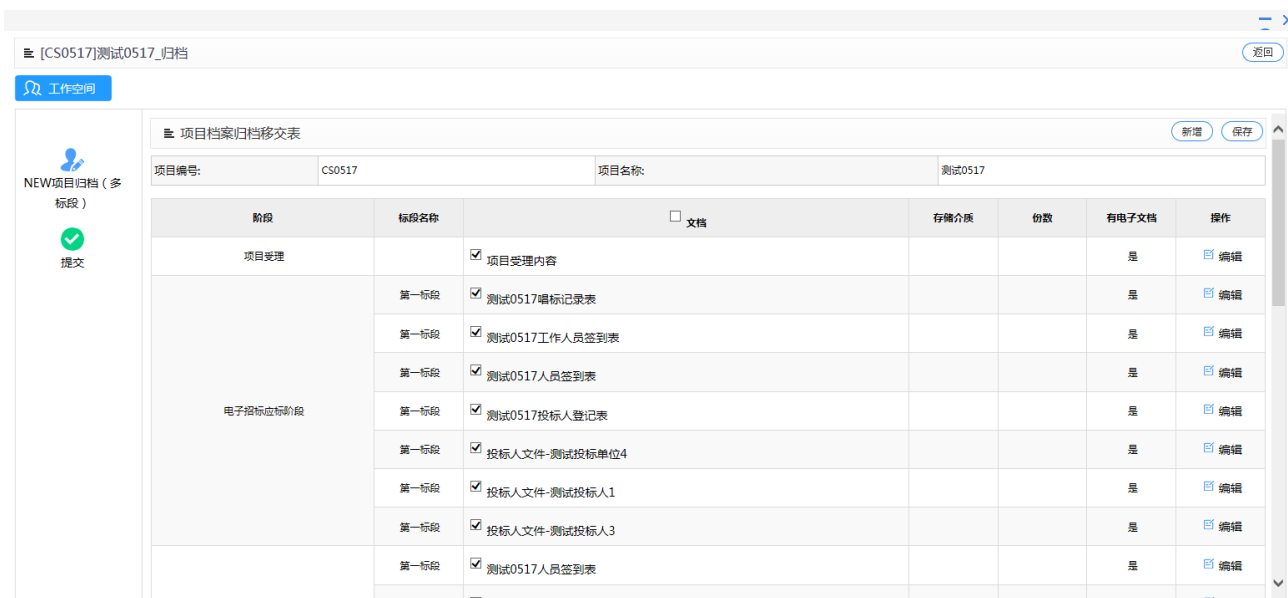 [CS0517]测试0517_归档
返回
工作空间
NEW项目归档（多
标段）
提交
项目档案归档移交表
新增
保存
项目编号: CS0517 项目名称: 测试0517
阶段 标段名称 文档 存储介质 份数 有电子文档 操作
项目受理 项目受理内容 是 编辑
第一标段 测试0517唱标记录表 是 编辑
第一标段 测试0517工作人员签到表 是 编辑
第一标段 测试0517人员签到表 是 编辑
电子招标应标阶段 第一标段 测试0517投标人登记表 是 编辑
第一标段 投标人文件-测试投标单位4 是 编辑
第一标段 投标人文件-测试投标人1 是 编辑
第一标段 投标人文件-测试投标人3 是 编辑
第一标段 测试0517人员签到表 是 编辑